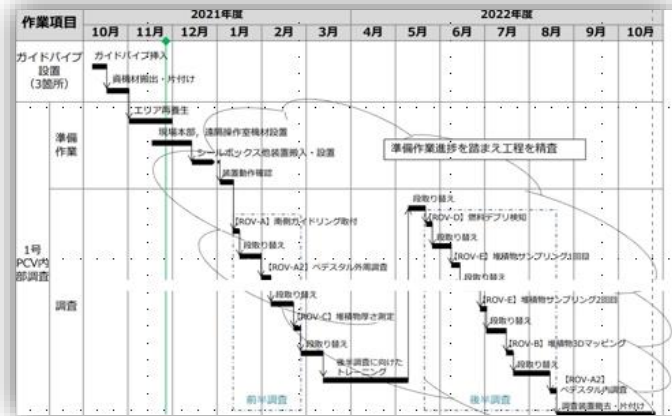 作業項目
2021年度
2022年度
10月
11月
12月
1月
2月
3月
4月
5月
6月
7月
8月
9月
10月
ガイドパイプ
設置
(3箇所)
ガイドパイプ挿入
資機材搬出・片付け
1号
PCV内
部調査
準備
作業
エリア再養生
現場本部，遠隔操作室機材設置
シールボックス他装置搬入・設置
装置動作確認
準備作業進捗を踏まえ工程を精査
調査
【ROV-A】南側ガイドリング取付
段取り替え
【ROV-A2】ペデスタル外周調査
段取り替え
【ROV-C】堆積物厚さ測定
段取り替え
後半調査に向けた
トレーニング
前半調査
段取り替え
【ROV-D】燃料デブリ検知
段取り替え
【ROV-E】堆積物サンプリング1回目
段取り替え
【ROV-E】堆積物サンプリング2回目
段取り替え
【ROV-B】堆積物3Dマッピング
段取り替え
【ROV-A2】
ペデスタル内調査
調査装置撤去・片付け
後半調査